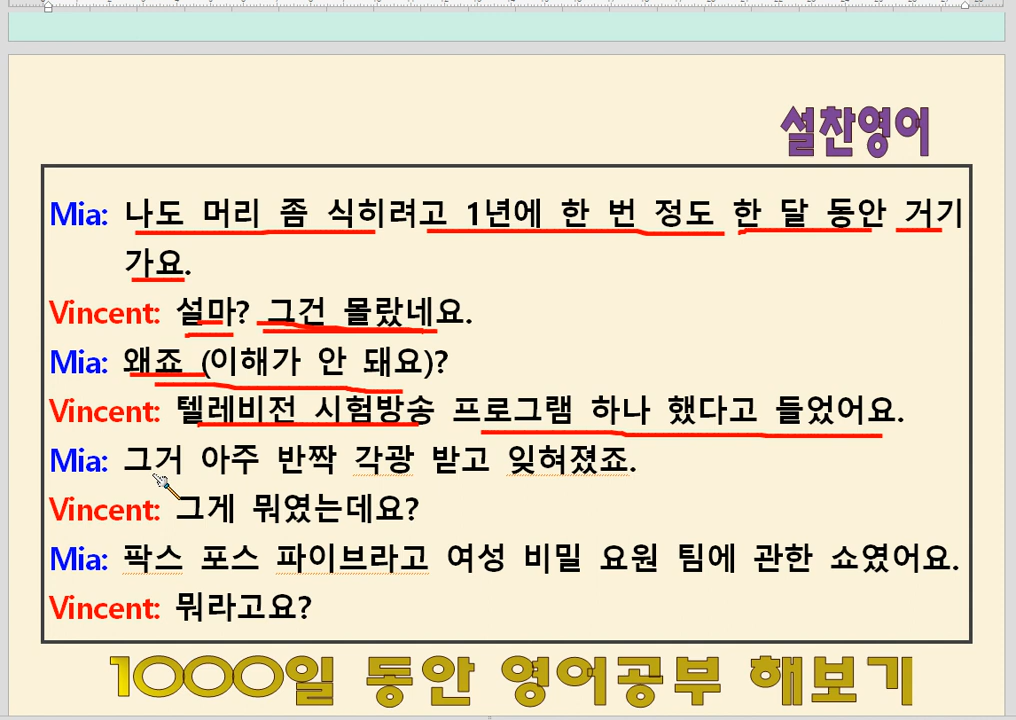 설찬영어
Mia: 나도 머리 좀 식히려고 1년에 한 번 정도 한 달 동안 거기
가요.
Vincent: 설마? 그건 몰랐네요.
Mia: 왜죠 (이해가 안 돼요)?
Vincent: 텔레비전 시험방송 프로그램 하나 했다고 들었어요.
Mia: 그거 아주 반짝 각광 받고 잊혀졌죠.
Vincent: 그게 뭐였는데요?
Mia: 팍스 포스 파이브라고 여성 비밀 요원 팀에 관한 쇼였어요.
Vincent: 뭐라고요?
1000일 동안 영어공부 해보기